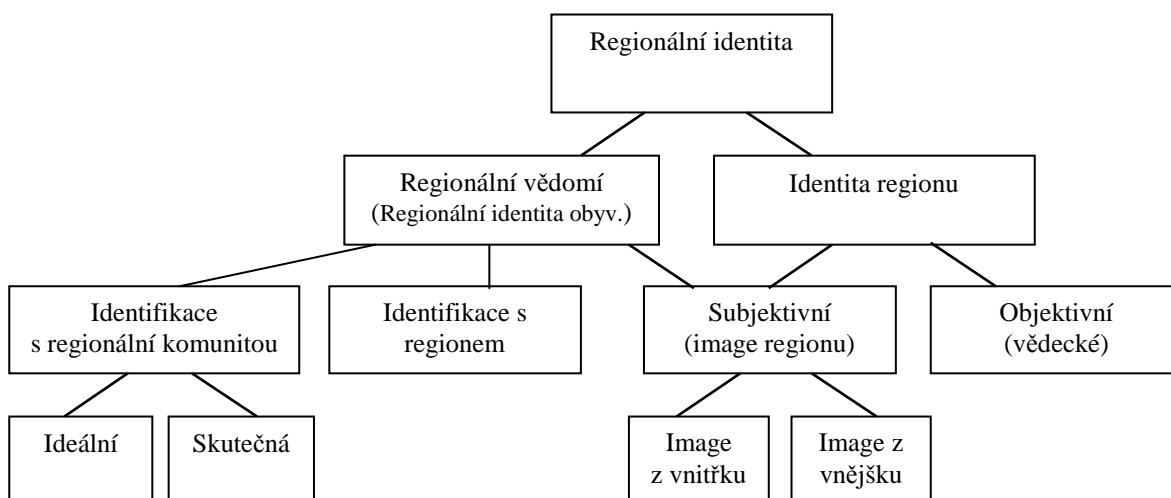 Regionální identita
Regionální vědomí
(Regionální identita obyv.)
Identita regionu
Identifikace
s regionální komunitou
Identifikace s
regionem
Subjektivní
(image regionu)
Objektivní
(vědecké)
Ideální
Skutečná
Image
z vnitřku
Image z
vnějšku